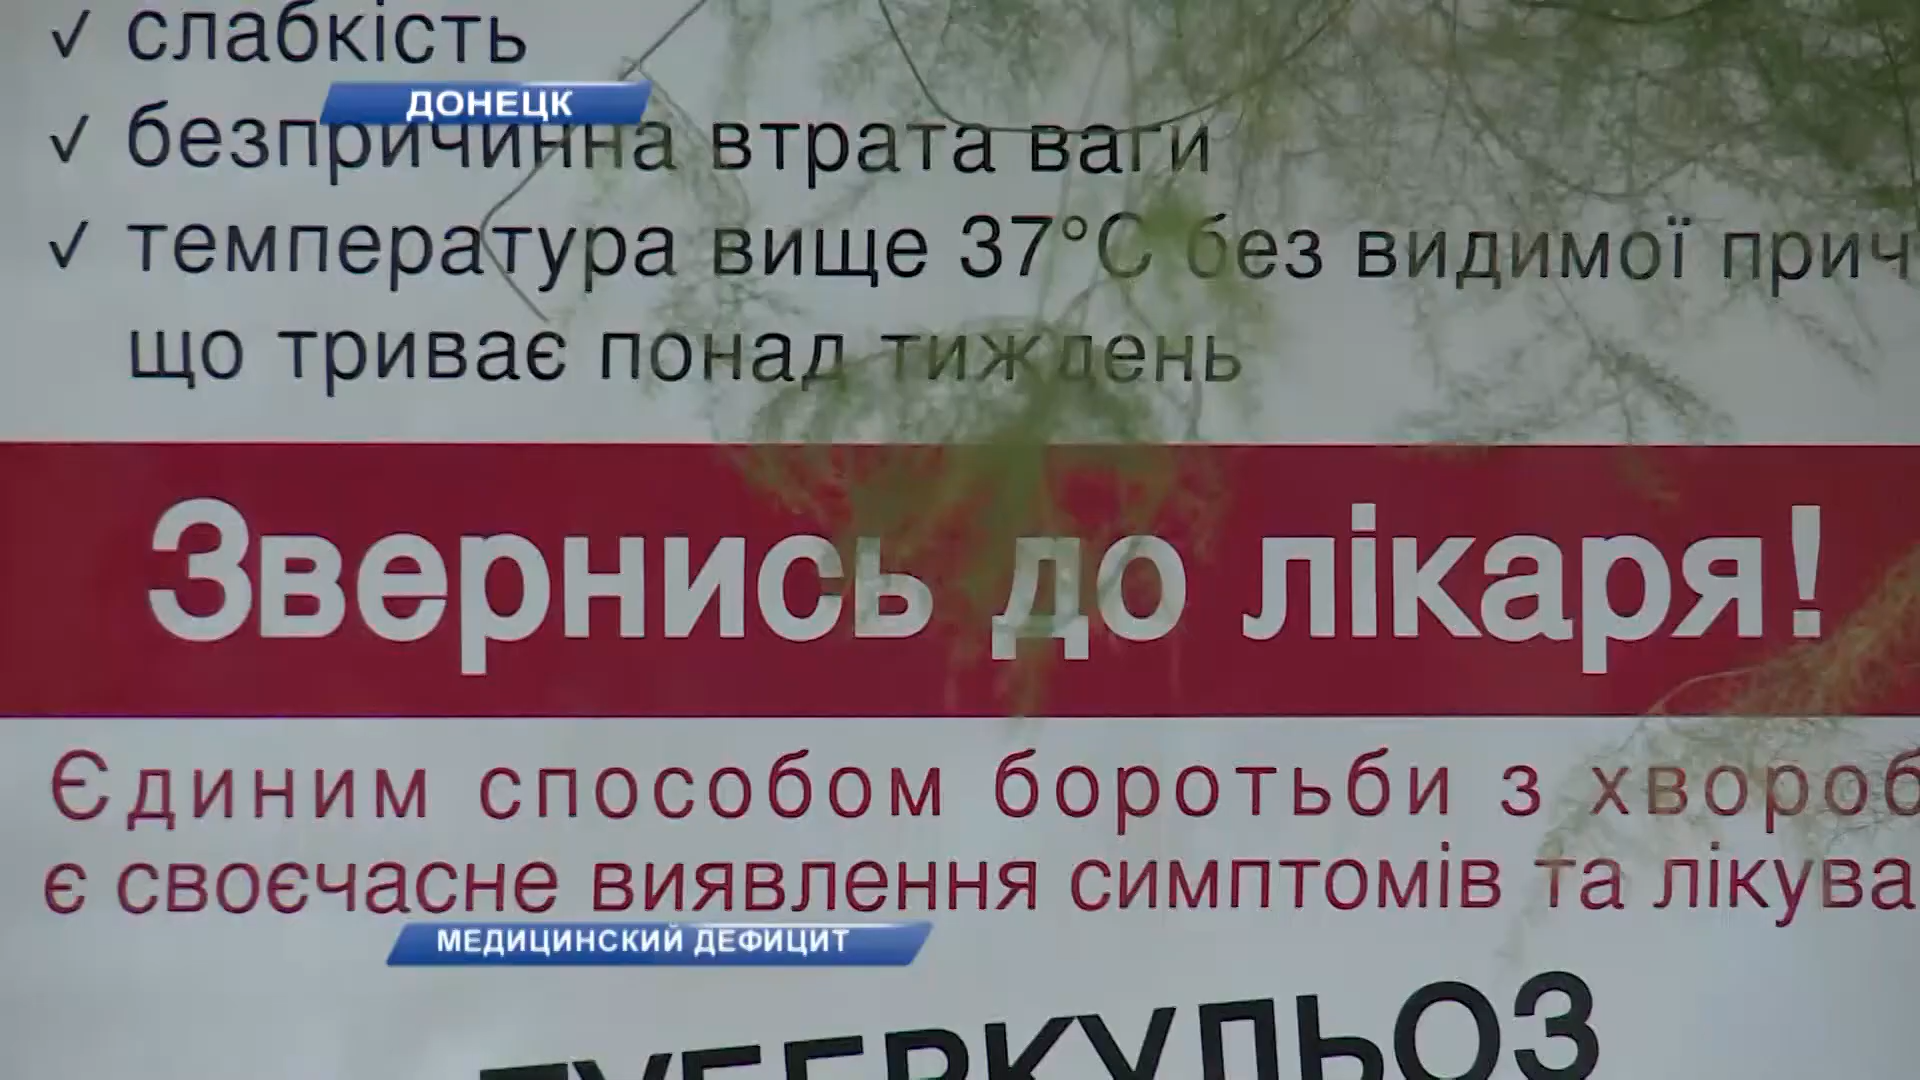 ✓ слабкість
ДОНЕЦК
✓ безпричинна втрата ваги
✓ температура вище 37°С без видимої прич
що триває понад тиждень
Звернись до лікаря!
Єдиним способом боротьби з хвороб
є своєчасне виявлення симптомів та лікува
МЕДИЦИНСКИЙ ДЕФИЦИТ
ТУБЕРКУЛЬОЗ